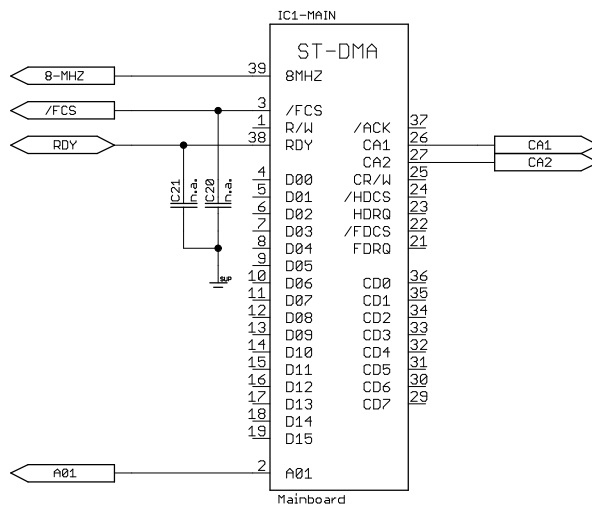 IC1-MAIN
ST-DMA
8-MHZ 39 8MHZ
/FCS 3 /FCS
1 R/W /ACK 37
RDY 38 RDY CA1 26 CA1
CA2 27 CA2
4 D00 CR/W 25
5 D01 /HDCS 24
6 D02 HDRQ 23
7 D03 /FDCS 22
8 D04 FDRQ 21
9 D05
10 D06 CD0 36
11 D07 CD1 35
12 D08 CD2 34
13 D09 CD3 33
14 D10 CD4 32
15 D11 CD5 31
16 D12 CD6 30
17 D13 CD7 29
18 D14
19 D15
A01 2 A01
C21 n.a.
C20 n.a.
SUP
Mainboard